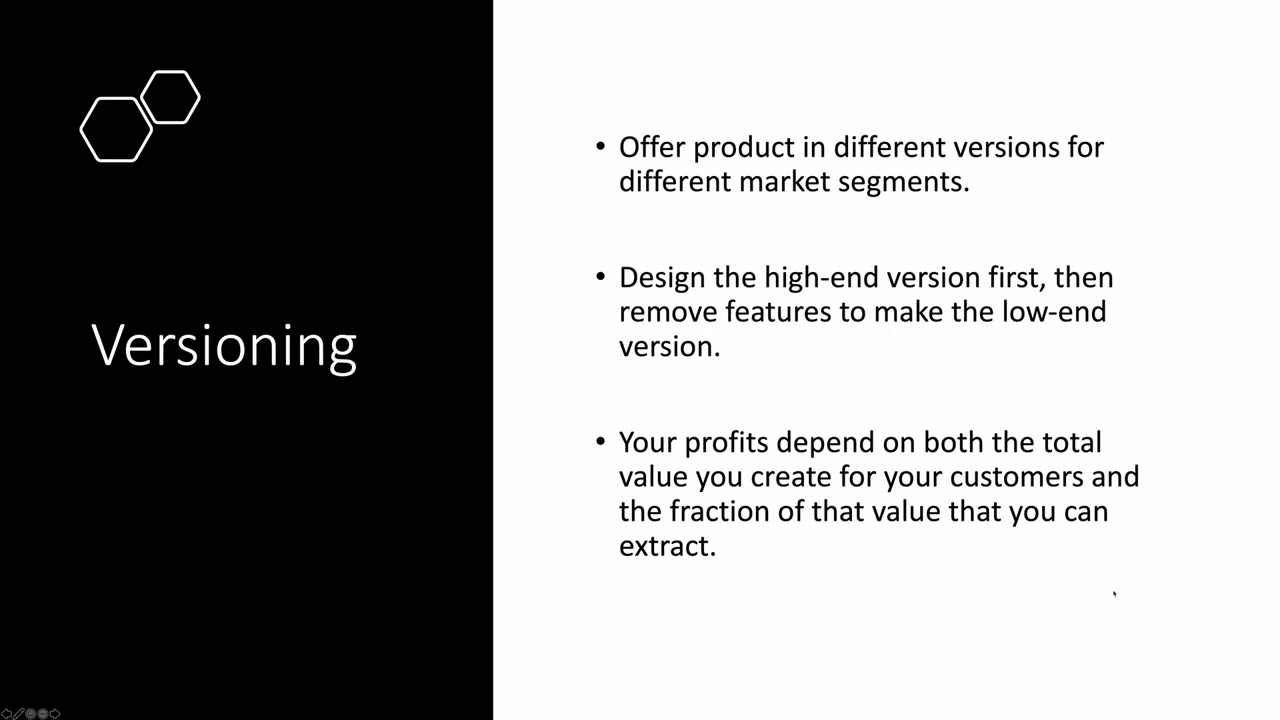 Versioning
• Offer product in different versions for
different market segments.
• Design the high-end version first, then
remove features to make the low-end
version.
• Your profits depend on both the total
value you create for your customers and
the fraction of that value that you can
extract.